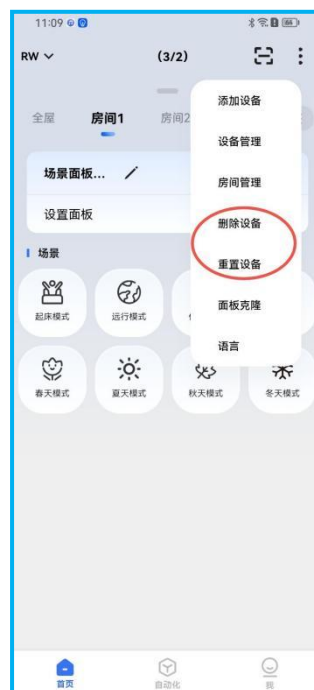 11:09
RW
(3/2)
添加设备
全屋 房间1 房间2
设备管理
场景面板...
房间管理
设置面板
删除设备
场景
重置设备
起床模式 远行模式
面板克隆
语言
春天模式 夏天模式 秋天模式 冬天模式
首页 自动化 我